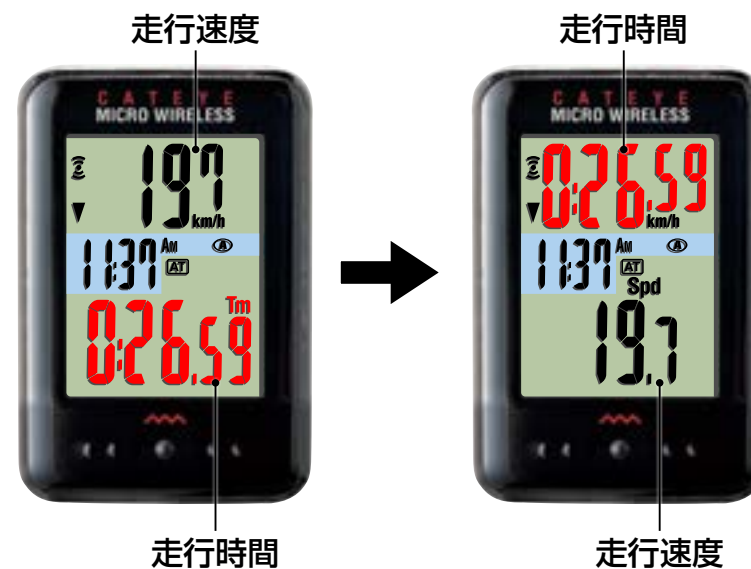 走行速度
CATEYE
MICRO WIRELESS
19.7
km/h
11:37 AM A
AT
Tm
0:26.59
走行時間
走行時間
CATEYE
MICRO WIRELESS
0:26.59
km/h
11:37 AM A
AT
Spd
19.7
走行速度